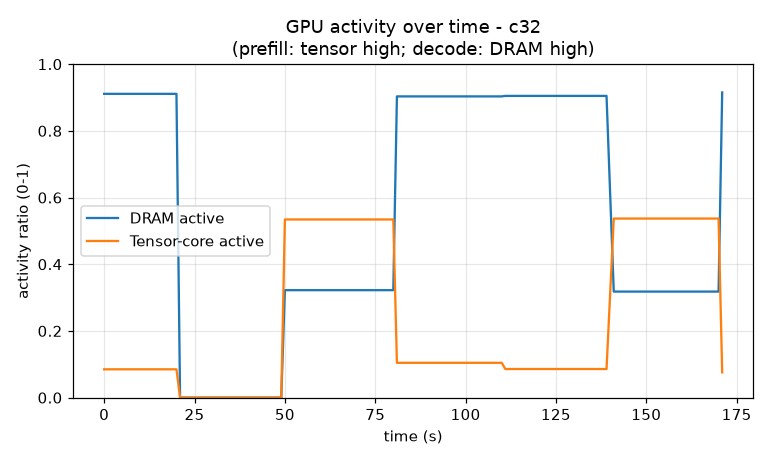 GPU activity over time - c32
(prefill: tensor high; decode: DRAM high)
activity ratio (0-1)
1.0
0.8
0.6
0.4
0.2
0.0
DRAM active
Tensor-core active
0 25 50 75 100 125 150 175
time (s)